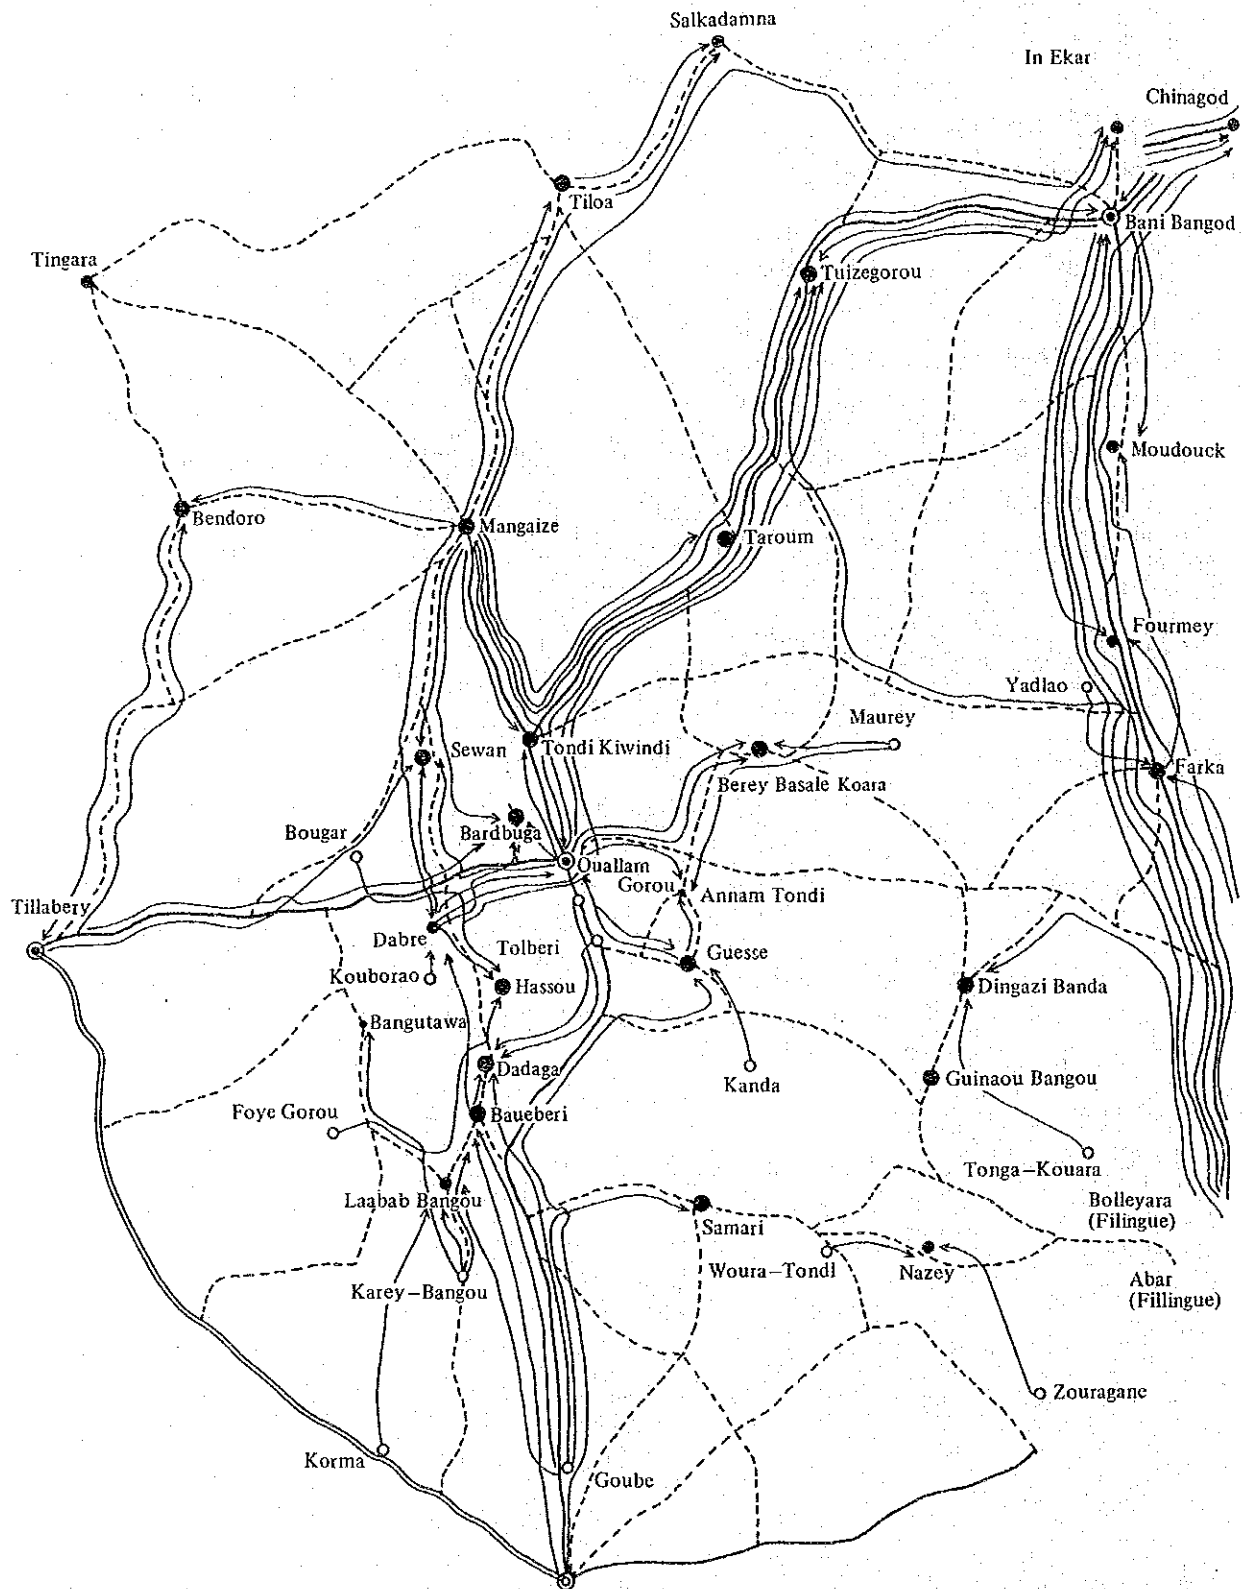 Salkadamna
In Ekar
Chinagod
Tiloa
Bani Bangod
Tingara
Tuizegorou
Moudouck
Bendoro
Mangaize
Taroum
Fourmey
Yadlao
Maurey
Sewan
Tondi Kiwindi
Farka
Berey Basale Koara
Bougar
Bardbuga
Ouallam
Gorou
Annam Tondi
Tillabery
Dabre
Tolberi
Guesse
Kouborao
Hassou
Dingazi Banda
Bangutawa
Dadaga
Kanda
Guinaou Bangou
Foye Gorou
Baueberi
Tonga–Kouara
Laabab Bangou
Samari
Bolleyara
(Filingue)
Karey–Bangou
Woura–Tondi
Nazey
Abar
(Fillingue)
Zouragane
Korma
Goube